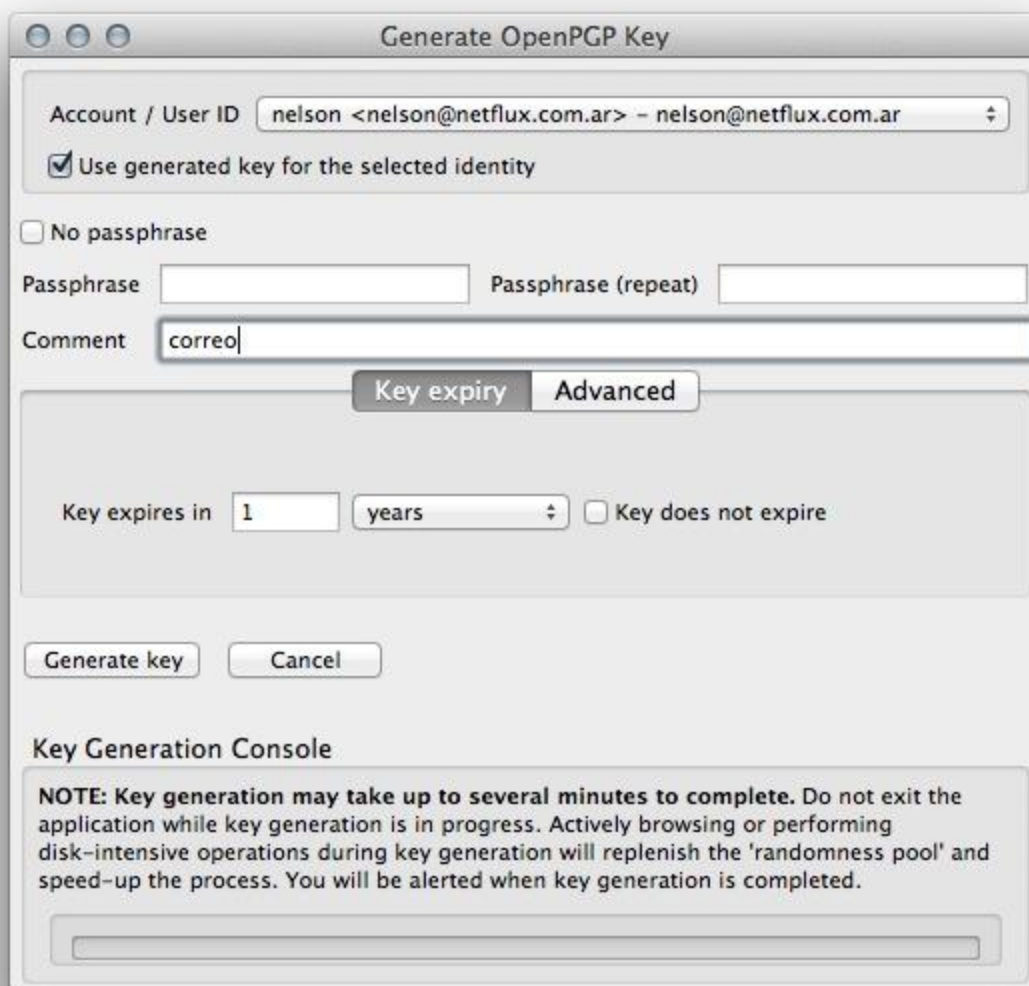 Generate OpenPGP Key
Account / User ID nelson <nelson@netflux.com.ar> - nelson@netflux.com.ar
Use generated key for the selected identity
No passphrase
Passphrase Passphrase (repeat)
Comment correo
Key expiry Advanced
Key expires in 1 years Key does not expire
Generate key Cancel
Key Generation Console
NOTE: Key generation may take up to several minutes to complete. Do not exit the
application while key generation is in progress. Actively browsing or performing
disk-intensive operations during key generation will replenish the 'randomness pool' and
speed-up the process. You will be alerted when key generation is completed.